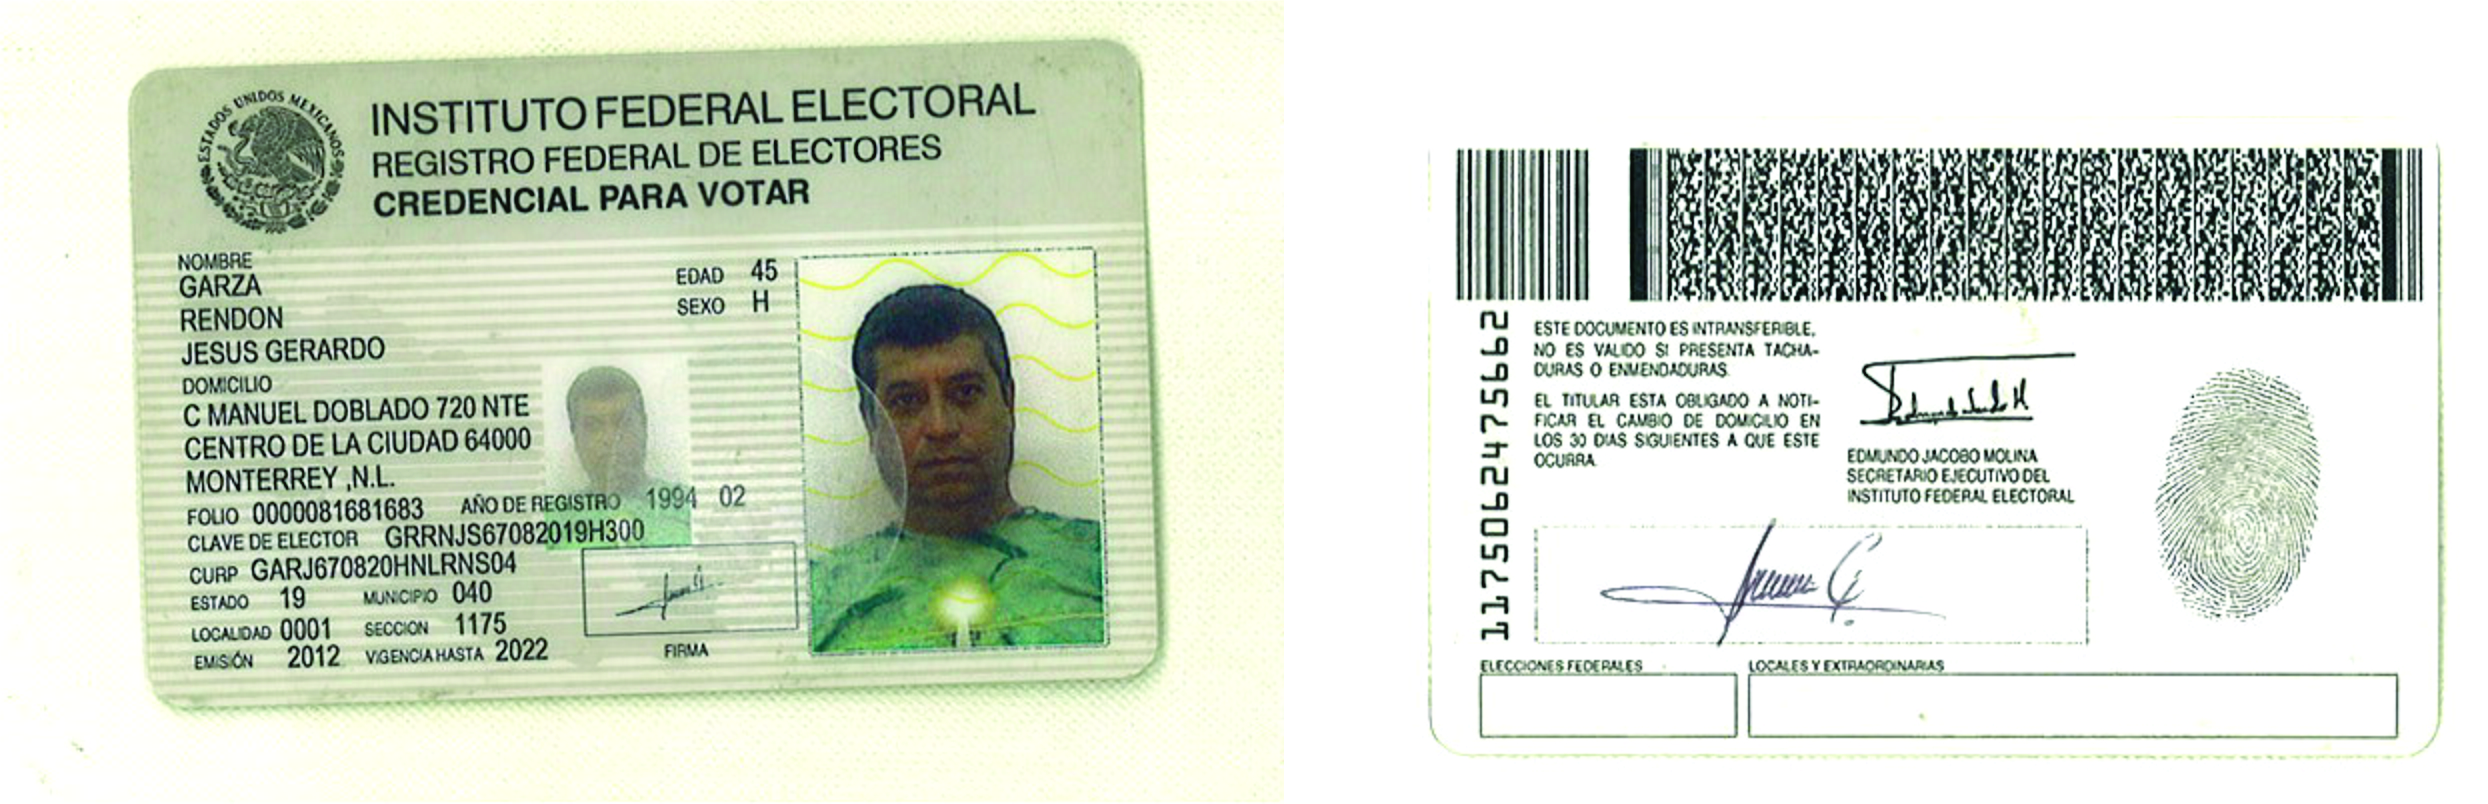 ESTADOS UNIDOS MEXICANOS
INSTITUTO FEDERAL ELECTORAL
REGISTRO FEDERAL DE ELECTORES
CREDENCIAL PARA VOTAR
NOMBRE
GARZA
RENDON
JESUS GERARDO
EDAD 45
SEXO H
DOMICILIO
C MANUEL DOBLADO 720 NTE
CENTRO DE LA CIUDAD 64000
MONTERREY ,N.L.
FOLIO 0000081681683 AÑO DE REGISTRO 1994 02
CLAVE DE ELECTOR GRRNJS67082019H300
CURP GARJ670820HNLRNS04
ESTADO 19 MUNICIPIO 040
LOCALIDAD 0001 SECCION 1175
EMISIÓN 2012 VIGENCIA HASTA 2022
FIRMA
1175062475662
ESTE DOCUMENTO ES INTRANSFERIBLE,
NO ES VALIDO SI PRESENTA TACHA-
DURAS O ENMENDADURAS.
EL TITULAR ESTA OBLIGADO A NOTI-
FICAR EL CAMBIO DE DOMICILIO EN
LOS 30 DIAS SIGUIENTES A QUE ESTE
OCURRA.
EDMUNDO JACOBO MOLINA
SECRETARIO EJECUTIVO DEL
INSTITUTO FEDERAL ELECTORAL
ELECCIONES FEDERALES
LOCALES Y EXTRAORDINARIAS